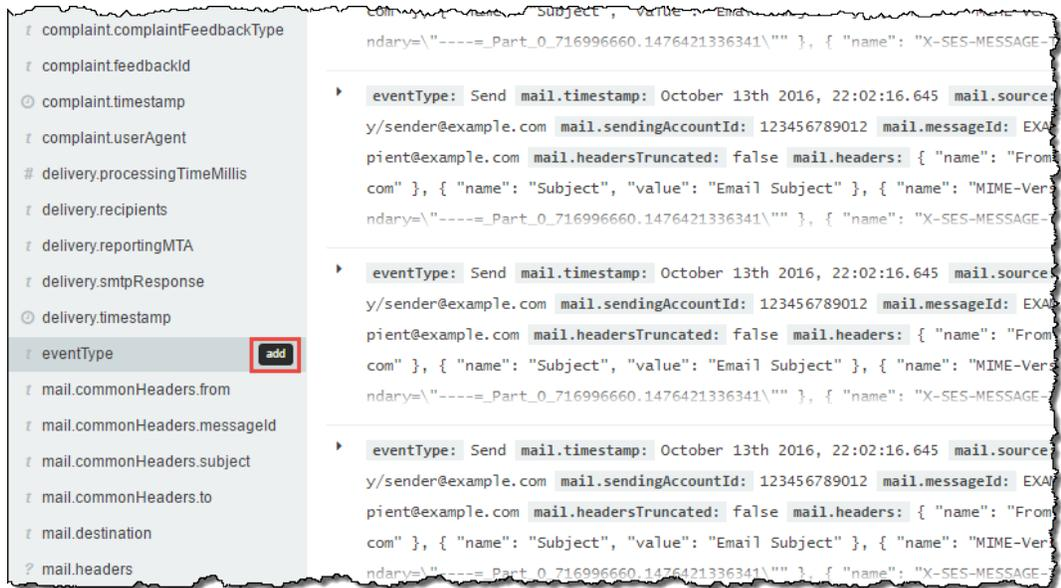 t complaint.complaintFeedbackType
t complaint.feedbackId
complaint.timestamp
t complaint.userAgent
# delivery.processingTimeMillis
t delivery.recipients
t delivery.reportingMTA
t delivery.smtpResponse
delivery.timestamp
t eventType add
t mail.commonHeaders.from
t mail.commonHeaders.messageId
t mail.commonHeaders.subject
t mail.commonHeaders.to
t mail.destination
? mail.headers
com" }, { "name": "Subject", "value": "Email
ndary=\"----=_Part_0_716996660.1476421336341\"" }, { "name": "X-SES-MESSAGE-
eventType: Send mail.timestamp: October 13th 2016, 22:02:16.645 mail.source:
y/sender@example.com mail.sendingAccountId: 123456789012 mail.messageId: EXA
pient@example.com mail.headersTruncated: false mail.headers: { "name": "From
com" }, { "name": "Subject", "value": "Email Subject" }, { "name": "MIME-Vers
ndary=\"----=_Part_0_716996660.1476421336341\"" }, { "name": "X-SES-MESSAGE-
eventType: Send mail.timestamp: October 13th 2016, 22:02:16.645 mail.source
y/sender@example.com mail.sendingAccountId: 123456789012 mail.messageId: EXA
pient@example.com mail.headersTruncated: false mail.headers: { "name": "From
com" }, { "name": "Subject", "value": "Email Subject" }, { "name": "MIME-Vers
ndary=\"----=_Part_0_716996660.1476421336341\"" }, { "name": "X-SES-MESSAGE-
eventType: Send mail.timestamp: October 13th 2016, 22:02:16.645 mail.source
y/sender@example.com mail.sendingAccountId: 123456789012 mail.messageId: EXA
pient@example.com mail.headersTruncated: false mail.headers: { "name": "From
com" }, { "name": "Subject", "value": "Email Subject" }, { "name": "MIME-Vers
ndary=\"----=_Part_0_716996660.1476421336341\"" }, { "name": "X-SES-MESSAGE-